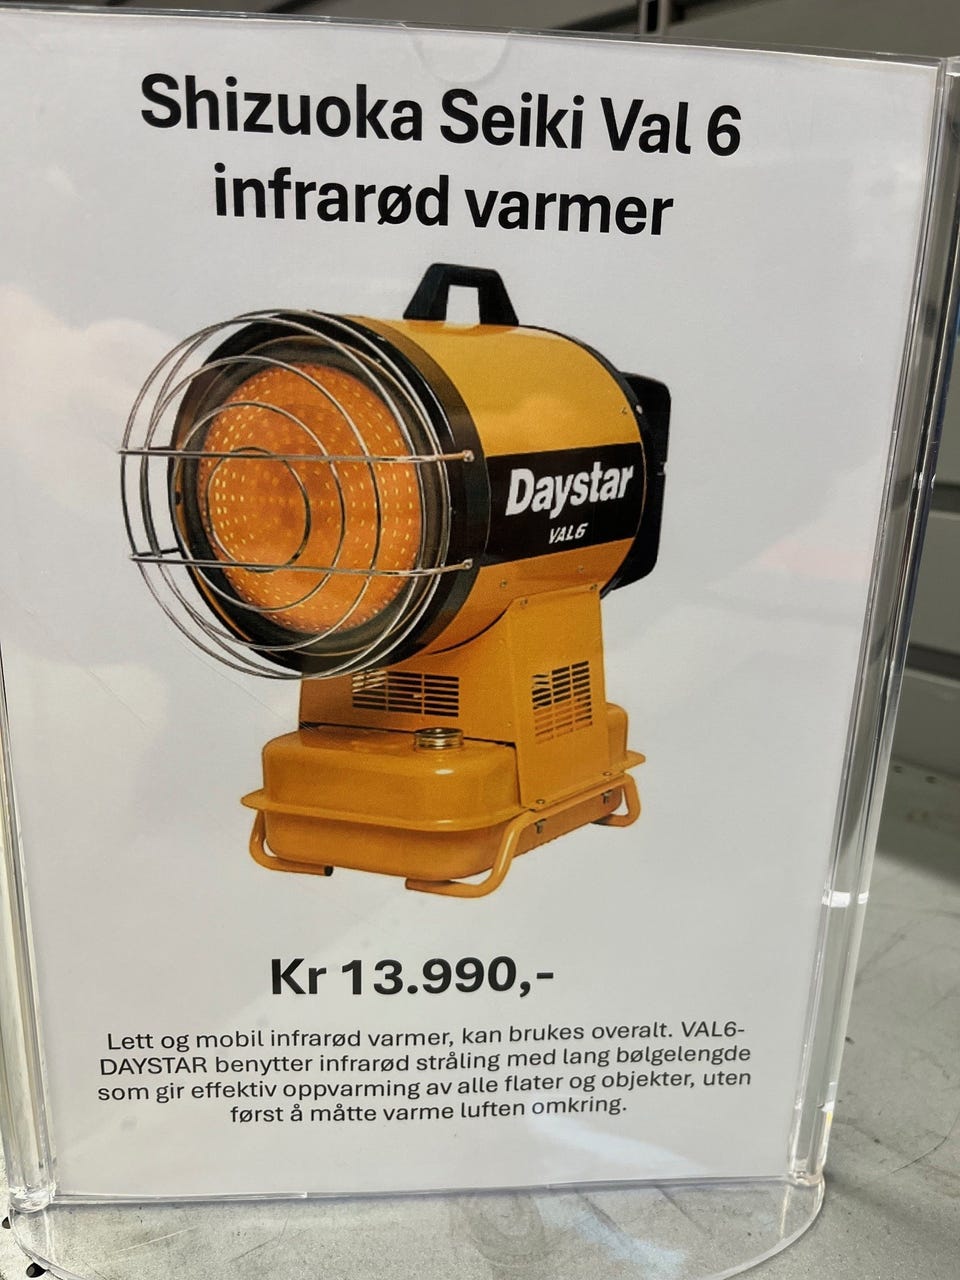 Shizuoka Seiki Val 6
infrarød varmer
Daystar
VAL6
Kr 13.990,-
Lett og mobil infrarød varmer, kan brukes overalt. VAL6-
DAYSTAR benytter infrarød stråling med lang bølgelengde
som gir effektiv oppvarming av alle flater og objekter, uten
først å måtte varme luften omkring.